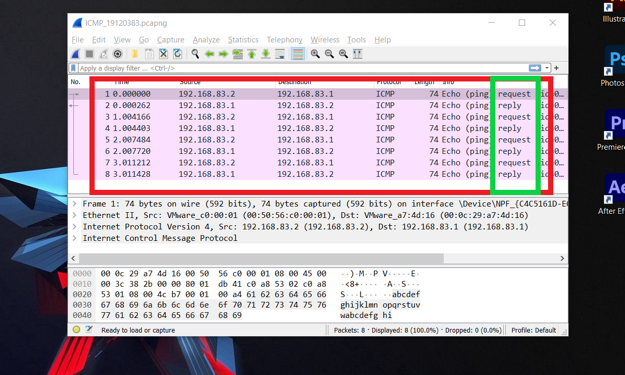 ICMP_19120383.pcapng
File Edit View Go Capture Analyze Statistics Telephony Wireless Tools Help
Apply a display filter ... <Ctrl-/>
No. Time Source Destination Protocol Length Info
1 0.000000 192.168.83.2 192.168.83.1 ICMP 74 Echo (ping request id=0…
2 0.000262 192.168.83.1 192.168.83.2 ICMP 74 Echo (ping reply id=0…
3 1.004166 192.168.83.2 192.168.83.1 ICMP 74 Echo (ping request id=0…
4 1.004403 192.168.83.1 192.168.83.2 ICMP 74 Echo (ping reply id=0…
5 2.007484 192.168.83.2 192.168.83.1 ICMP 74 Echo (ping request id=0…
6 2.007720 192.168.83.1 192.168.83.2 ICMP 74 Echo (ping reply id=0…
7 3.011212 192.168.83.2 192.168.83.1 ICMP 74 Echo (ping request id=0…
8 3.011428 192.168.83.1 192.168.83.2 ICMP 74 Echo (ping reply id=0…
Frame 1: 74 bytes on wire (592 bits), 74 bytes captured (592 bits) on interface \Device\NPF_{C4C5161D-E
Ethernet II, Src: VMware_c0:00:01 (00:50:56:c0:00:01), Dst: VMware_a7:4d:16 (00:0c:29:a7:4d:16)
Internet Protocol Version 4, Src: 192.168.83.2 (192.168.83.2), Dst: 192.168.83.1 (192.168.83.1)
Internet Control Message Protocol
0000 00 0c 29 a7 4d 16 00 50 56 c0 00 01 08 00 45 00 ··)·M··P V·····E·
0010 00 3c 38 2b 00 00 80 01 db 41 c0 a8 53 02 c0 a8 ·<8+···· ·A··S···
0020 53 01 08 00 4c b7 00 01 00 a4 61 62 63 64 65 66 S···L··· ··abcdef
0030 67 68 69 6a 6b 6c 6d 6e 6f 70 71 72 73 74 75 76 ghijklmn opqrstuv
0040 77 61 62 63 64 65 66 67 68 69 wabcdefg hi
Ready to load or capture
Packets: 8 · Displayed: 8 (100.0%) · Dropped: 0 (0.0%)
Profile: Default
Illustra
Ps
Photos
Pr
Premiere
Ae
After Ef